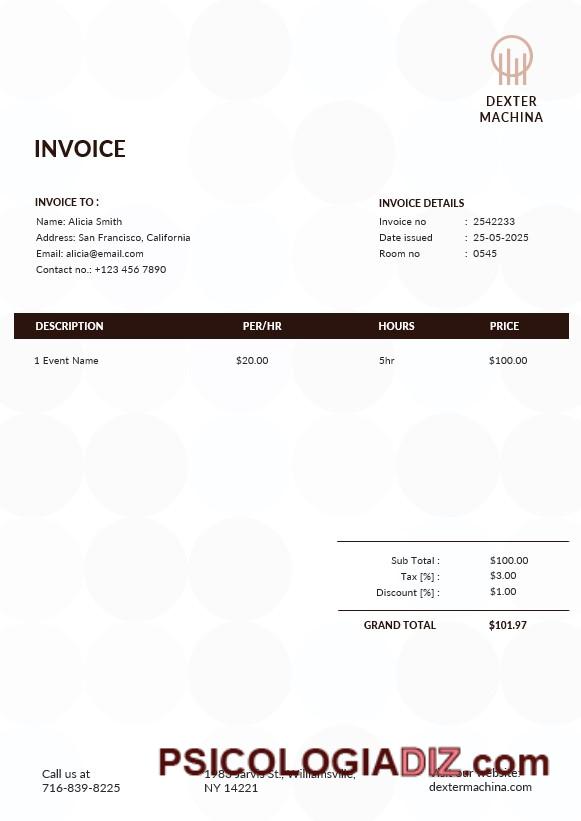 DEXTER
MACHINA
INVOICE
INVOICE TO :
Name: Alicia Smith
Address: San Francisco, California
Email: alicia@email.com
Contact no.: +123 456 7890
INVOICE DETAILS
Invoice no : 2542233
Date issued : 25-05-2025
Room no : 0545
DESCRIPTION PER/HR HOURS PRICE
1 Event Name $20.00 5hr $100.00
Sub Total : $100.00
Tax [%] : $3.00
Discount [%] : $1.00
GRAND TOTAL $101.97
PSICOLOGIADIZ.com
Call us at
716-839-8225
1983 Jarvis St., Williamsville,
NY 14221
Visit our website:
dextermachina.com